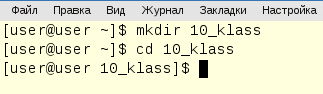 Файл Правка Вид Журнал Закладки Настройка
[user@user ~]$ mkdir 10_klass
[user@user ~]$ cd 10_klass
[user@user 10_klass]$